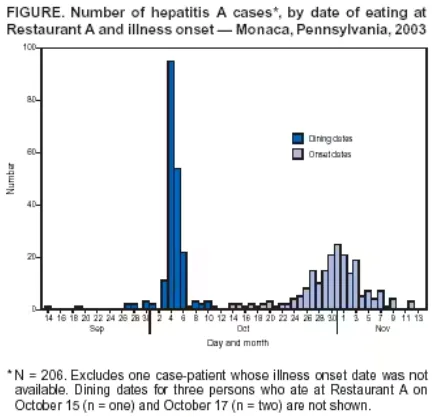 FIGURE. Number of hepatitis A cases*, by date of eating at
Restaurant A and illness onset — Monaca, Pennsylvania, 2003
100
80
60
40
20
0
Number
Dining dates
Onset dates
14 16 18 20 22 24 26 28 30 2 4 6 8 10 12 14 16 18 20 22 24 26 28 30 1 3 5 7 9 11 13
Sep Oct Nov
Day and month
* N = 206. Excludes one case-patient whose illness onset date was not
available. Dining dates for three persons who ate at Restaurant A on
October 15 (n = one) and October 17 (n = two) are not shown.